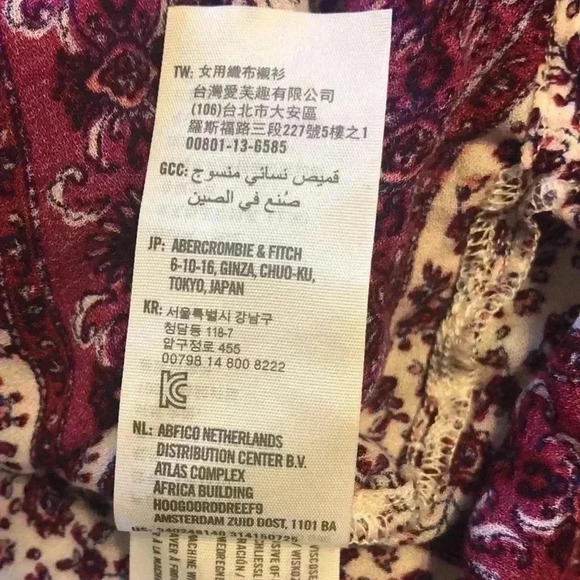 TW: 女用織布襯衫
台灣愛芙趣有限公司
(106)台北市大安區
羅斯福路三段227號5樓之1
00801-13-6585
GCC: قميص نسائي منسوج
صُنع في الصين
JP: ABERCROMBIE & FITCH
6-10-16, GINZA, CHUO-KU,
TOKYO, JAPAN
KR: 서울특별시 강남구
청담동 118-7
압구정로 455
00798 14 800 8222
NL: ABFICO NETHERLANDS
DISTRIBUTION CENTER B.V.
ATLAS COMPLEX
AFRICA BUILDING
HOOGOORDDREEF9
AMSTERDAM ZUID OOST, 1101 BA